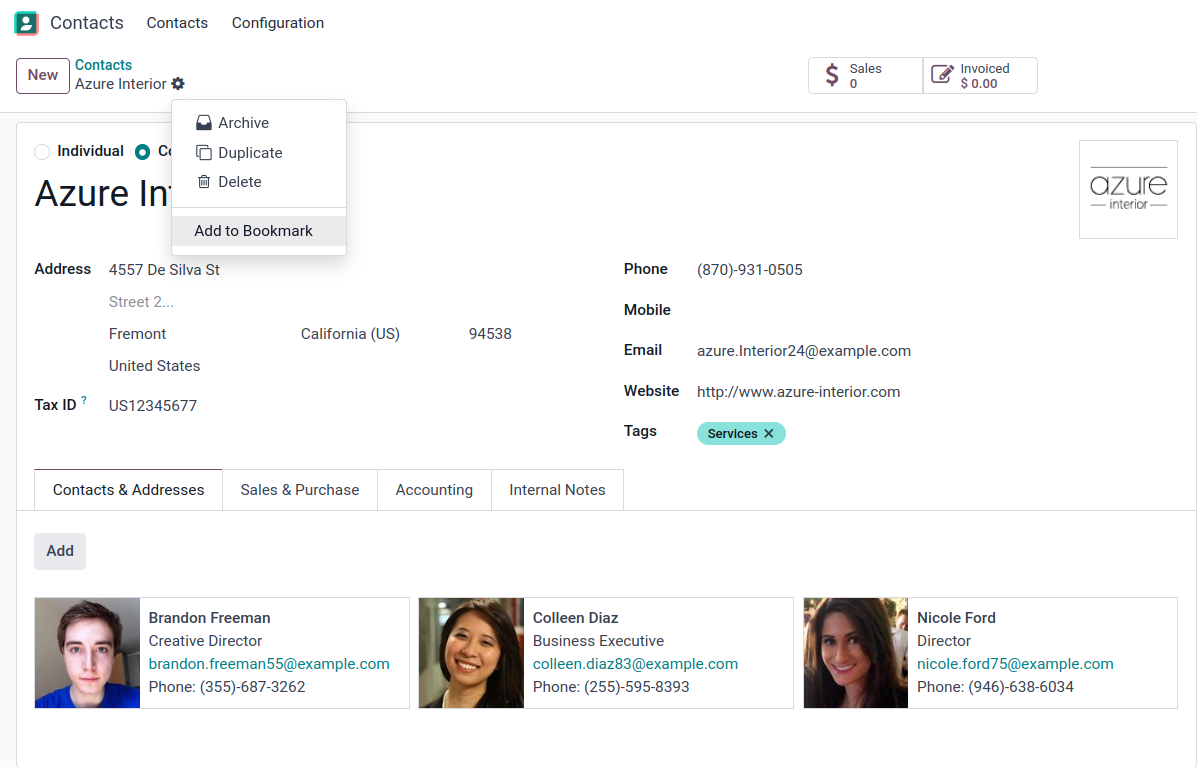 Contacts Contacts Configuration
New
Contacts
Azure Interior
Sales
0
Invoiced
$ 0.00
Archive
Duplicate
Delete
Add to Bookmark
Individual Co
Azure In
azure
interior
Address 4557 De Silva St
Street 2...
Fremont California (US) 94538
United States
Tax ID ? US12345677
Phone (870)-931-0505
Mobile
Email azure.Interior24@example.com
Website http://www.azure-interior.com
Tags Services
Contacts & Addresses Sales & Purchase Accounting Internal Notes
Add
Brandon Freeman
Creative Director
brandon.freeman55@example.com
Phone: (355)-687-3262
Colleen Diaz
Business Executive
colleen.diaz83@example.com
Phone: (255)-595-8393
Nicole Ford
Director
nicole.ford75@example.com
Phone: (946)-638-6034